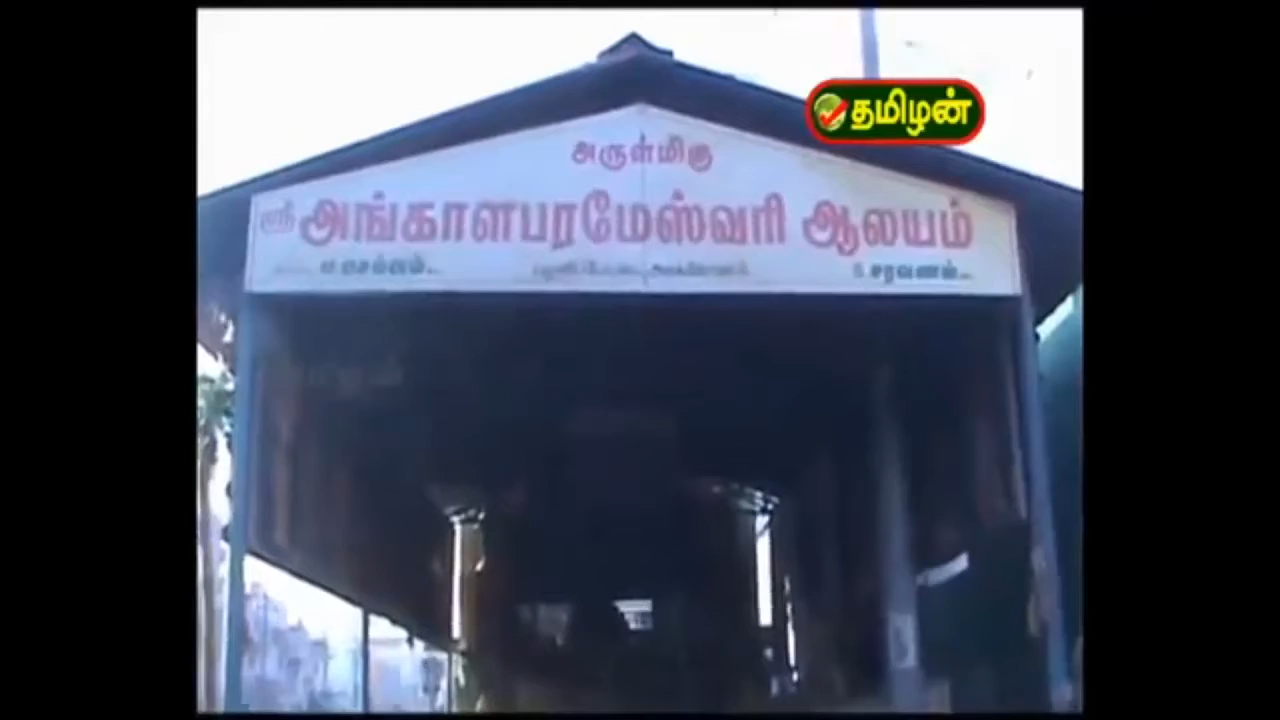 தமிழன்
அருள்மிகு
ஸ்ரீ அங்காளபரமேஸ்வரி ஆலயம்
சரவணம்